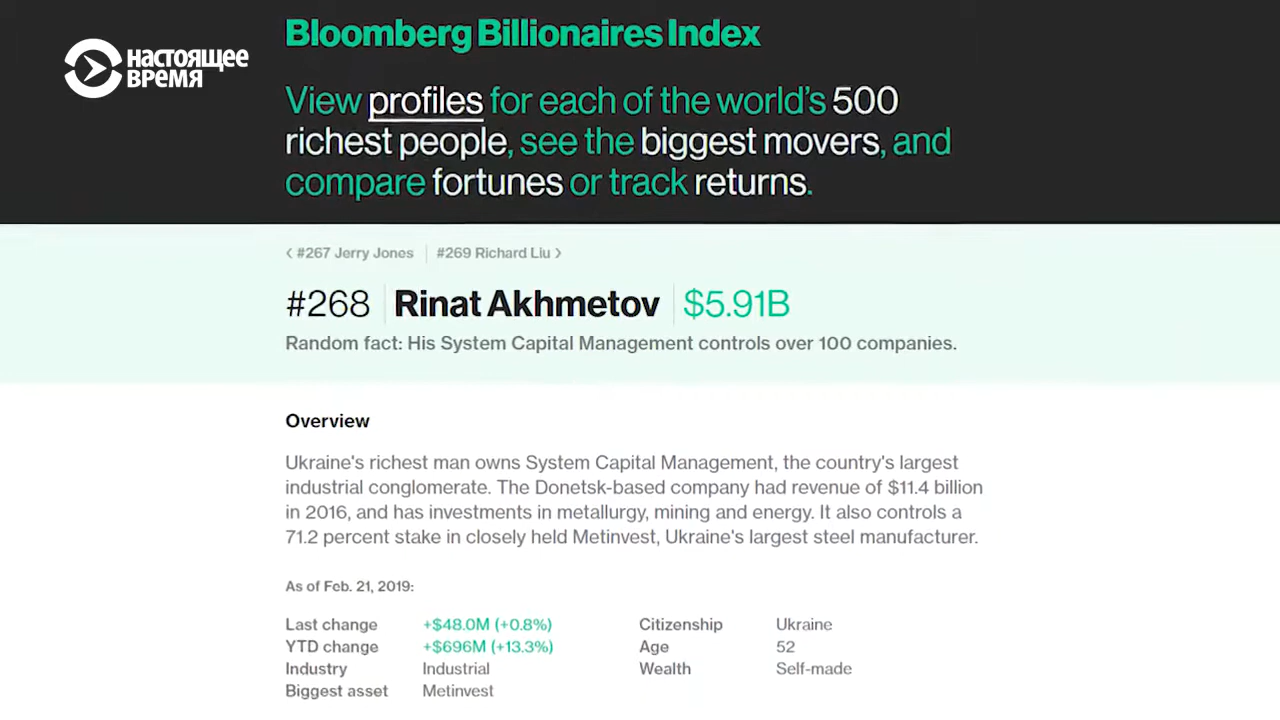 Bloomberg Billionaires Index
НАСТОЯЩЕЕ
ВРЕМЯ
View profiles for each of the world's 500
richest people, see the biggest movers, and
compare fortunes or track returns.
< #267 Jerry Jones | #269 Richard Liu >
#268 | Rinat Akhmetov | $5.91B
Random fact: His System Capital Management controls over 100 companies.
Overview
Ukraine's richest man owns System Capital Management, the country's largest
industrial conglomerate. The Donetsk-based company had revenue of $11.4 billion
in 2016, and has investments in metallurgy, mining and energy. It also controls a
71.2 percent stake in closely held Metinvest, Ukraine's largest steel manufacturer.
As of Feb. 21, 2019:
Last change +$48.0M (+0.8%) Citizenship Ukraine
YTD change +$696M (+13.3%) Age 52
Industry Industrial Wealth Self-made
Biggest asset Metinvest